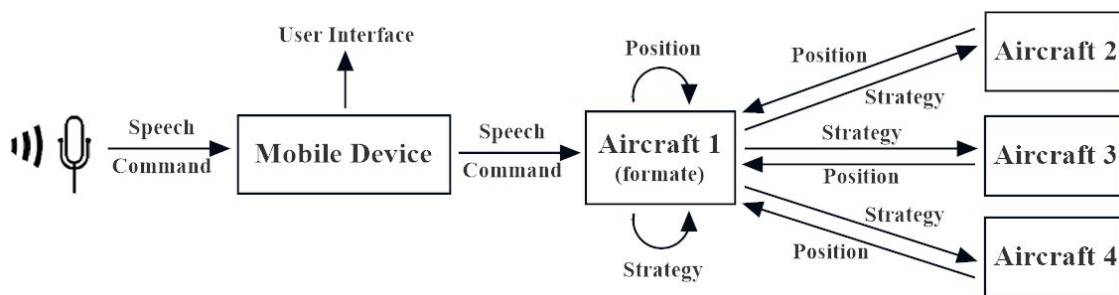 User Interface
Speech
Command
Mobile Device
Speech
Command
Position
Aircraft 1
(formate)
Strategy
Position
Strategy
Aircraft 2
Strategy
Position
Aircraft 3
Strategy
Position
Aircraft 4